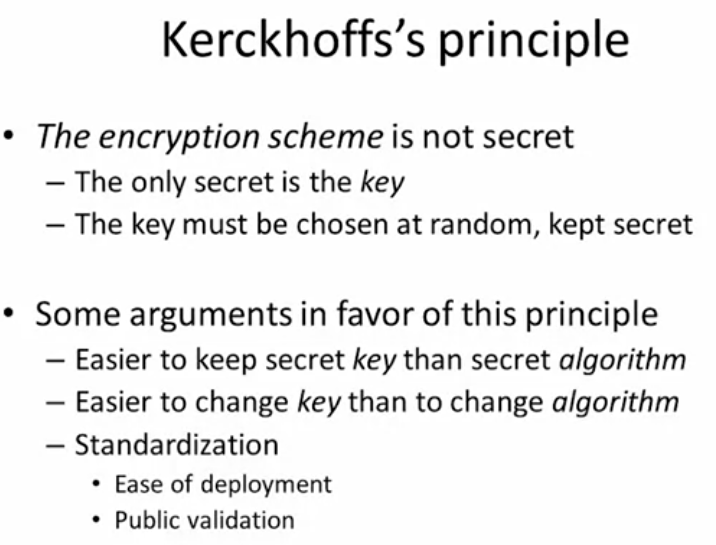 Kerckhoffs's principle
• The encryption scheme is not secret
– The only secret is the key
– The key must be chosen at random, kept secret
• Some arguments in favor of this principle
– Easier to keep secret key than secret algorithm
– Easier to change key than to change algorithm
– Standardization
• Ease of deployment
• Public validation